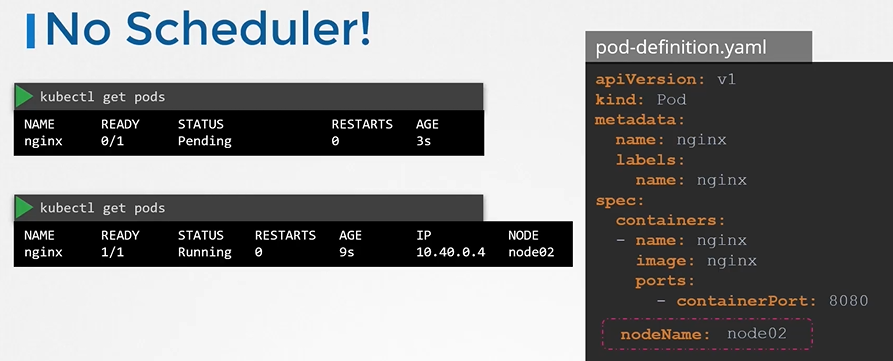 No Scheduler!
kubectl get pods
NAME READY STATUS RESTARTS AGE
nginx 0/1 Pending 0 3s
kubectl get pods
NAME READY STATUS RESTARTS AGE IP NODE
nginx 1/1 Running 0 9s 10.40.0.4 node02
pod-definition.yaml
apiVersion: v1
kind: Pod
metadata:
  name: nginx
  labels:
    name: nginx
spec:
  containers:
  - name: nginx
    image: nginx
    ports:
      - containerPort: 8080
  nodeName: node02